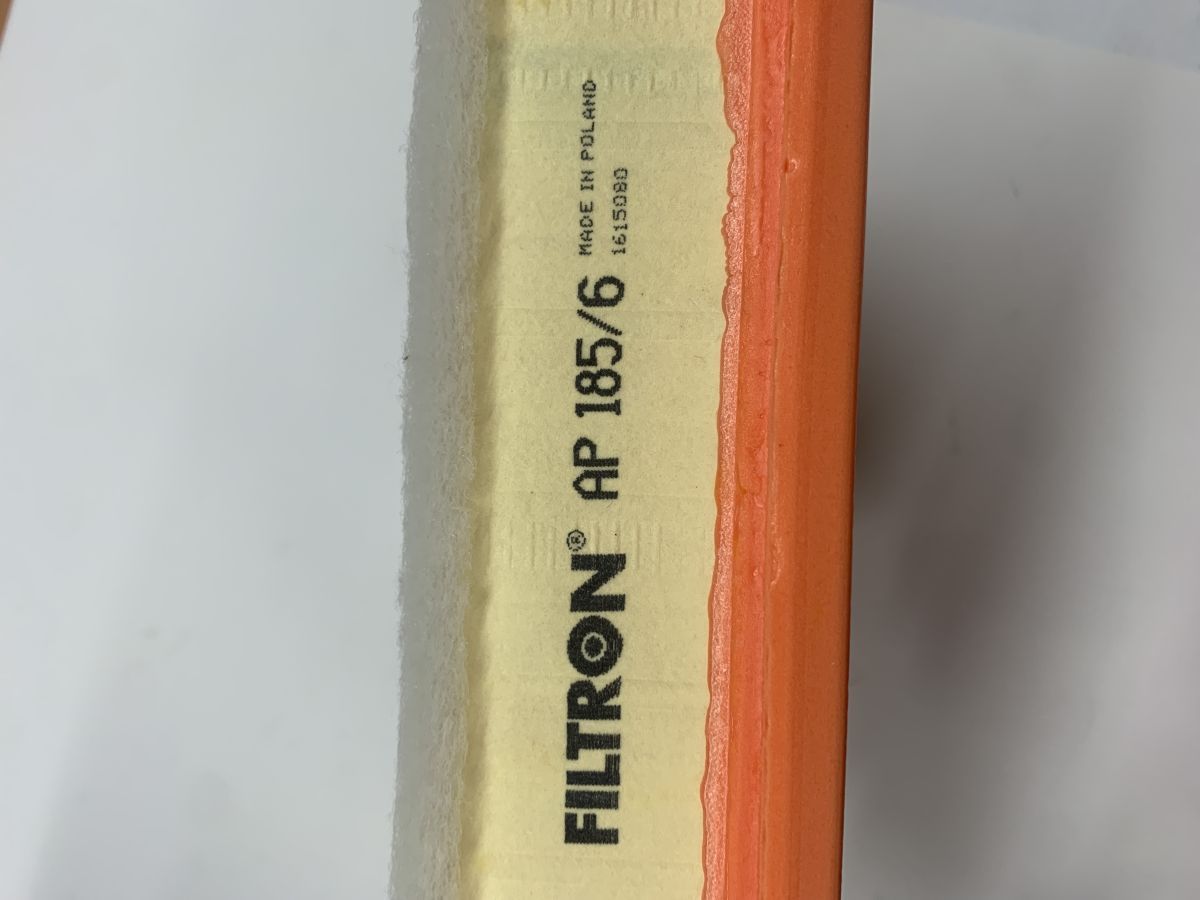 FILTRON® AP 185/6 MADE IN POLAND
1615080